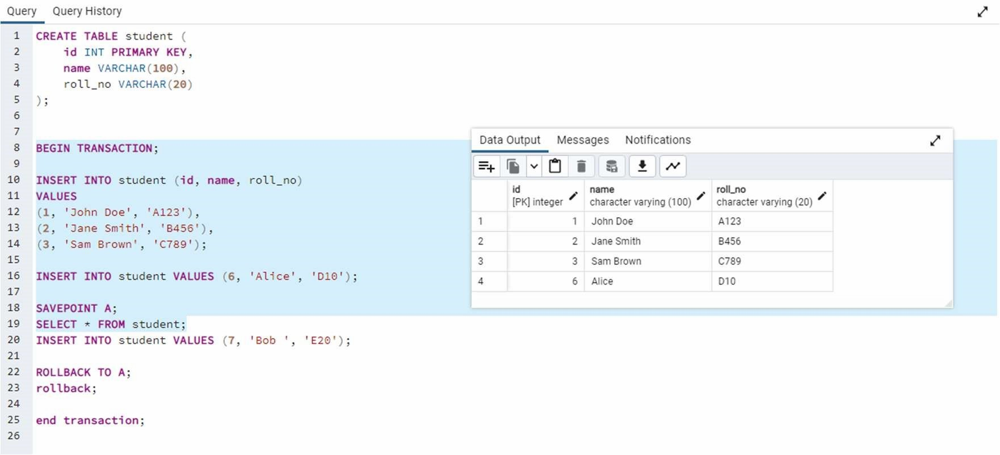 Query Query History
1 CREATE TABLE student (
2 id INT PRIMARY KEY,
3 name VARCHAR(100),
4 roll_no VARCHAR(20)
5 );
6
7
8 BEGIN TRANSACTION;
9
10 INSERT INTO student (id, name, roll_no)
11 VALUES
12 (1, 'John Doe', 'A123'),
13 (2, 'Jane Smith', 'B456'),
14 (3, 'Sam Brown', 'C789');
15
16 INSERT INTO student VALUES (6, 'Alice', 'D10');
17
18 SAVEPOINT A;
19 SELECT * FROM student;
20 INSERT INTO student VALUES (7, 'Bob ', 'E20');
21
22 ROLLBACK TO A;
23 rollback;
24
25 end transaction;
26
Data Output Messages Notifications
id name roll_no
[PK] integer character varying (100) character varying (20)
1 1 John Doe A123
2 2 Jane Smith B456
3 3 Sam Brown C789
4 6 Alice D10